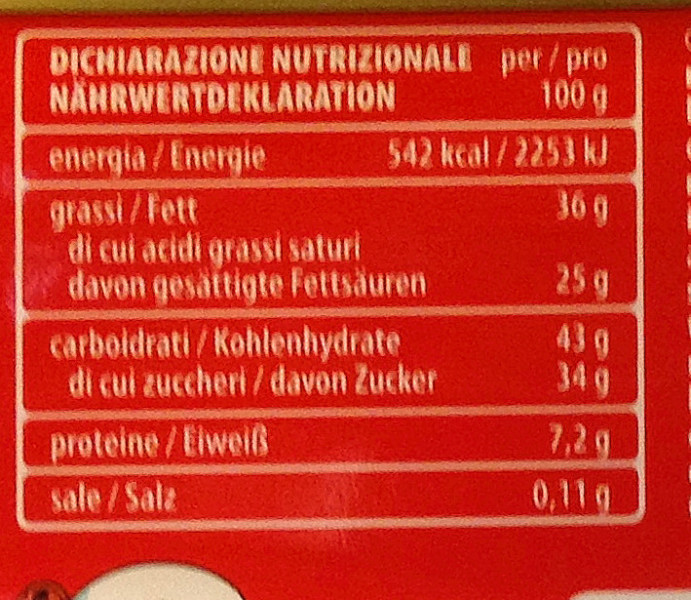 DICHIARAZIONE NUTRIZIONALE per / pro
NÄHRWERTDEKLARATION 100 g
energia / Energie 542 kcal / 2253 kJ
grassi / Fett 36 g
di cui acidi grassi saturi
davon gesättigte Fettsäuren 25 g
carboidrati / Kohlenhydrate 43 g
di cui zuccheri / davon Zucker 34 g
proteine / Eiweiß 7,2 g
sale / Salz 0,11 g